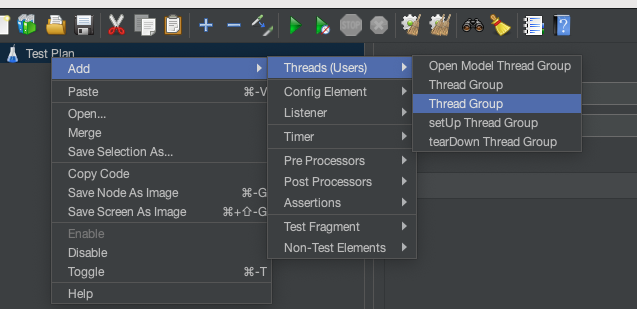 Test Plan
Add
Paste ⌘-V
Open...
Merge
Save Selection As...
Copy Code
Save Node As Image ⌘-G
Save Screen As Image ⌘+⇧-G
Enable
Disable
Toggle ⌘-T
Help
Threads (Users)
Config Element
Listener
Timer
Pre Processors
Post Processors
Assertions
Test Fragment
Non-Test Elements
Open Model Thread Group
Thread Group
Thread Group
setUp Thread Group
tearDown Thread Group
STOP